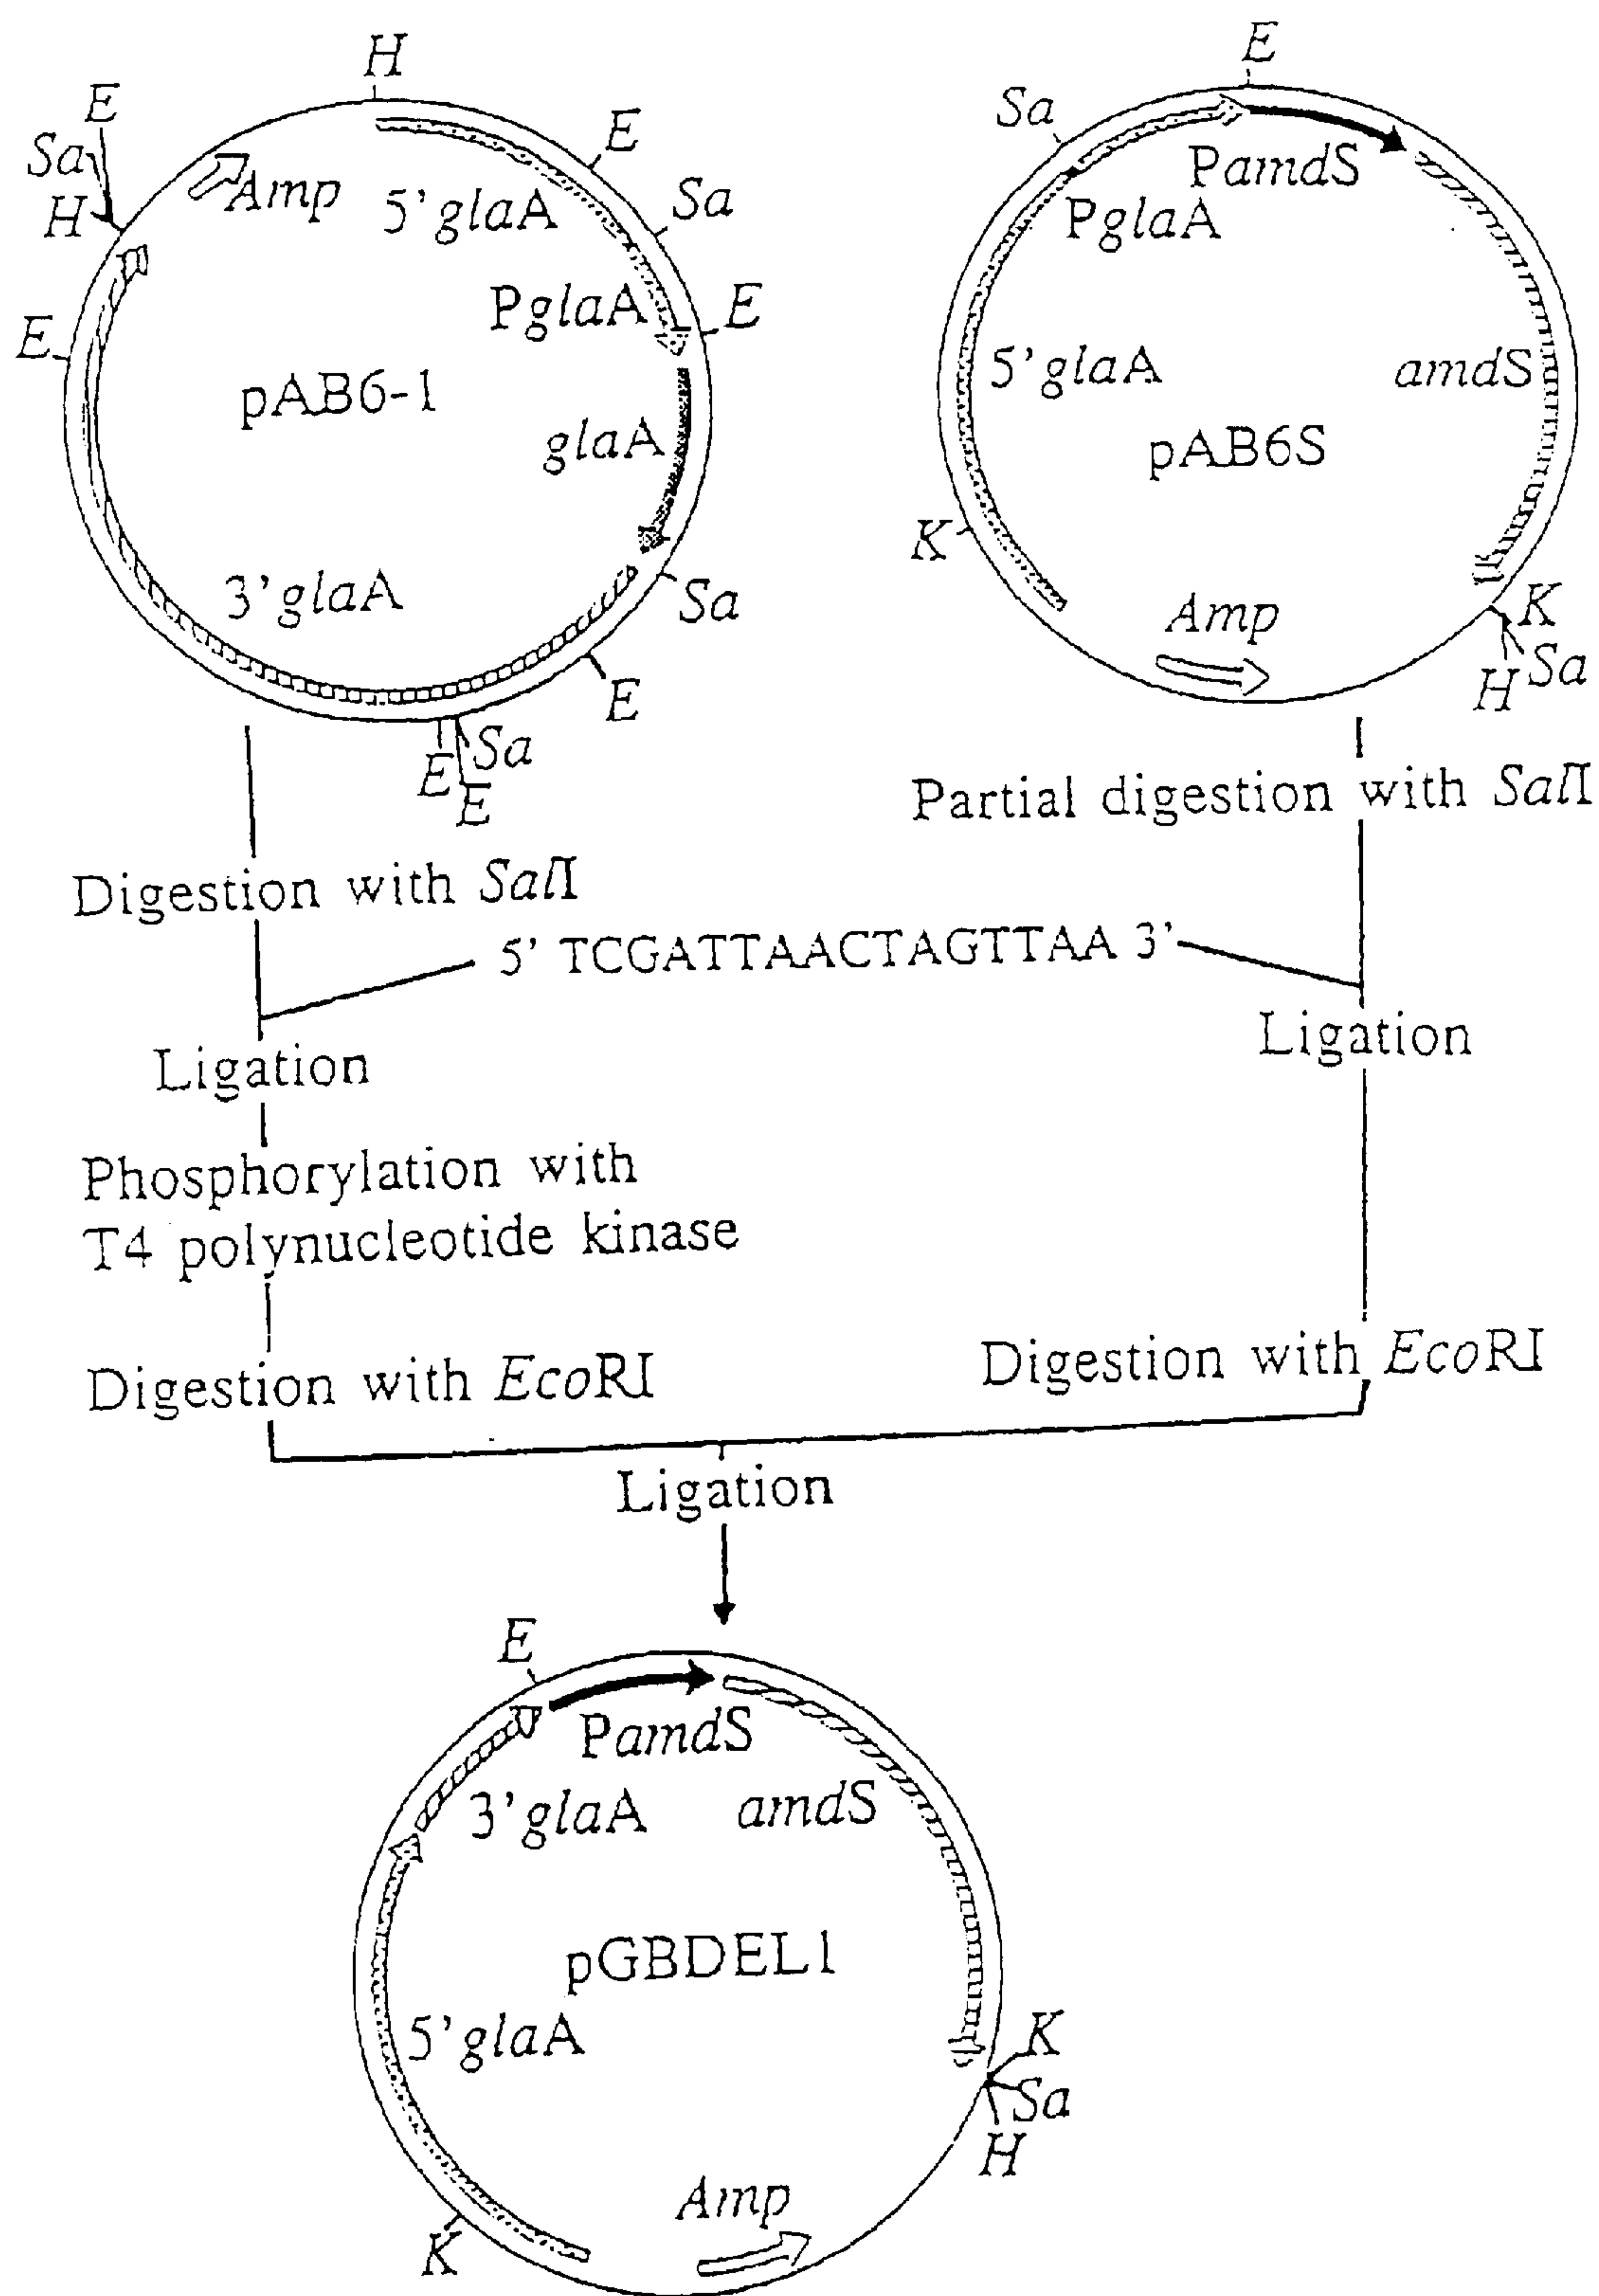 H
E
Sa
H
E
Amp
5'glaA
E
Sa
PglaA
E
pAB6-1
glaA
3'glaA
Sa
E
Sa
E
E
E
Sa
PamdS
PglaA
5'glaA
amdS
pAB6S
K
Amp
K
Sa
H
Digestion with SalI
Partial digestion with SalI
5' TCGATTAACTAGTTAA 3'
Ligation
Ligation
Phosphorylation with
T4 polynucleotide kinase
Digestion with EcoRI
Digestion with EcoRI
Ligation
E
PamdS
3'glaA
amdS
pGBDEL1
5'glaA
K
Sa
H
Amp
K